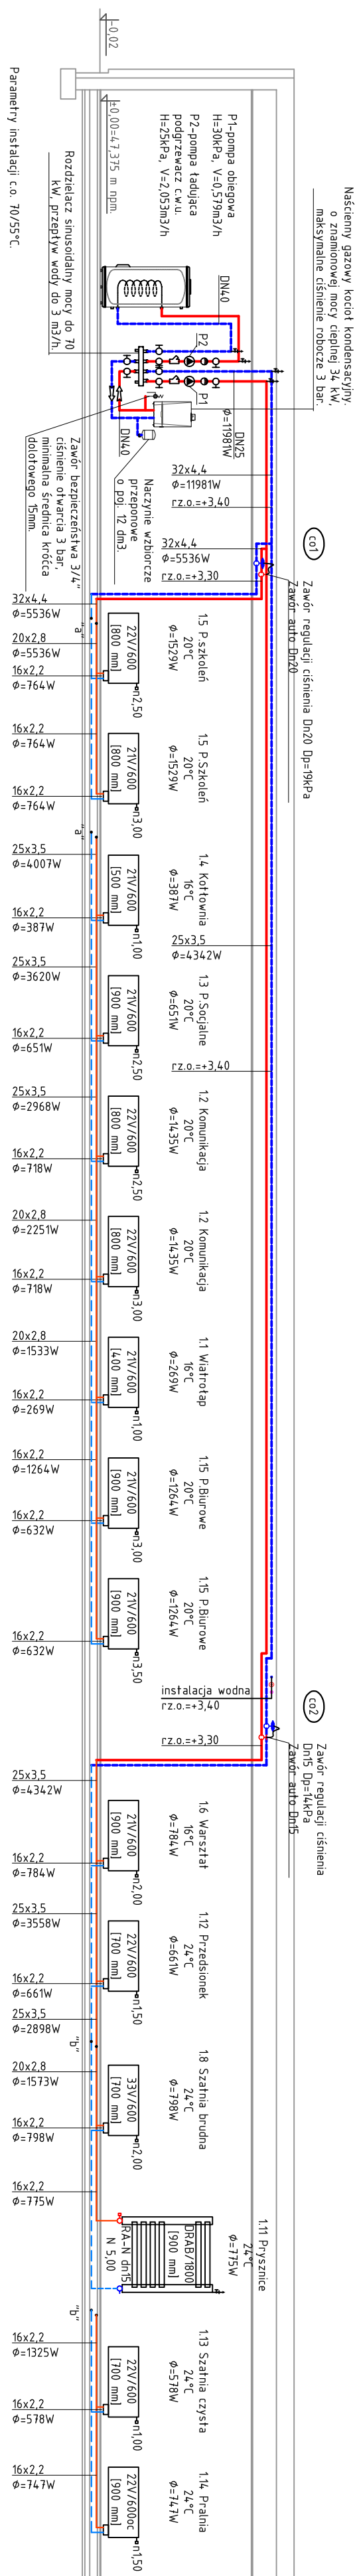 Naścienny gazowy kocioł kondensacyjny.
o znamionowej mocy cieplnej 34 kW,
maksymalne ciśnienie robocze 3 bar.
P1-pompa obiegowa
H=30kPa, V=0,579m3/h
P2-pompa ładująca
podgrzewacz c.w.u.
H=25kPa, V=2,053m3/h
-0,02
±0,00=47,375 m npm.
Rozdzielacz sinusoidalny mocy do 70
kW, przepływ wody do 3 m3/h.
Parametry instalacji c.o. 70/55°C.
DN40
P2
P1
DN25
ϕ=11981W
DN40
Naczynie wzbiorcze
przeponowe
o poj. 12 dm3.
Zawór bezpieczeństwa 3/4"
ciśnienie otwarcia 3 bar,
minimalna średnica króćca
dolotowego 15mm.
32x4,4
ϕ=11981W
rz.o.=+3,40
co1
Zawór regulacji ciśnienia Dn20 Dp=19kPa
Zawór auto Dn20
32x4,4
ϕ=5536W
rz.o.=+3,30
32x4,4
ϕ=5536W
"a"
20x2,8
ϕ=5536W
1.5 P.szkoleń
20°C
ϕ=1529W
22V/600
[800 mm]
n2,50
16x2,2
ϕ=764W
16x2,2
ϕ=764W
1.5 P.Szkoleń
20°C
ϕ=1529W
21V/600
[800 mm]
n3,00
16x2,2
ϕ=764W
"a"
25x3,5
ϕ=4007W
1.4 Kotłownia
16°C
ϕ=387W
21V/600
[500 mm]
n1,00
16x2,2
ϕ=387W
25x3,5
ϕ=4342W
25x3,5
ϕ=3620W
1.3 P.Socjalne
20°C
ϕ=651W
21V/600
[900 mm]
n2,50
16x2,2
ϕ=651W
rz.o.=+3,40
25x3,5
ϕ=2968W
1.2 Komunikacja
20°C
ϕ=1435W
22V/600
[800 mm]
n2,50
16x2,2
ϕ=718W
20x2,8
ϕ=2251W
1.2 Komunikacja
20°C
ϕ=1435W
22V/600
[800 mm]
n3,00
16x2,2
ϕ=718W
20x2,8
ϕ=1533W
1.1 Wiatrołap
16°C
ϕ=269W
21V/600
[400 mm]
n1,00
16x2,2
ϕ=269W
16x2,2
ϕ=1264W
1.15 P.Biurowe
20°C
ϕ=1264W
21V/600
[900 mm]
n3,00
16x2,2
ϕ=632W
16x2,2
ϕ=632W
1.15 P.Biurowe
20°C
ϕ=1264W
21V/600
[900 mm]
n3,50
16x2,2
ϕ=632W
instalacja wodna
rz.o.=+3,40
rz.o.=+3,30
co2
Zawór regulacji ciśnienia
Dn15 Dp=14kPa
Zawór auto Dn15
25x3,5
ϕ=4342W
1.6 Warsztat
16°C
ϕ=784W
21V/600
[900 mm]
n2,00
16x2,2
ϕ=784W
25x3,5
ϕ=3558W
1.12 Przedsionek
24°C
ϕ=661W
22V/600
[700 mm]
n1,50
16x2,2
ϕ=661W
25x3,5
ϕ=2898W
"b"
20x2,8
ϕ=1573W
1.8 Szatnia brudna
24°C
ϕ=798W
33V/600
[700 mm]
n2,00
16x2,2
ϕ=798W
16x2,2
ϕ=775W
1.11 Prysznice
24°C
ϕ=775W
DRAB/1800
[900 mm]
RA-N dn15
N 5,00
"b"
16x2,2
ϕ=1325W
1.13 Szatnia czysta
24°C
ϕ=578W
22V/600
[700 mm]
n1,00
16x2,2
ϕ=578W
16x2,2
ϕ=747W
1.14 Pralnia
24°C
ϕ=747W
22V/600oc
[900 mm]
n1,50